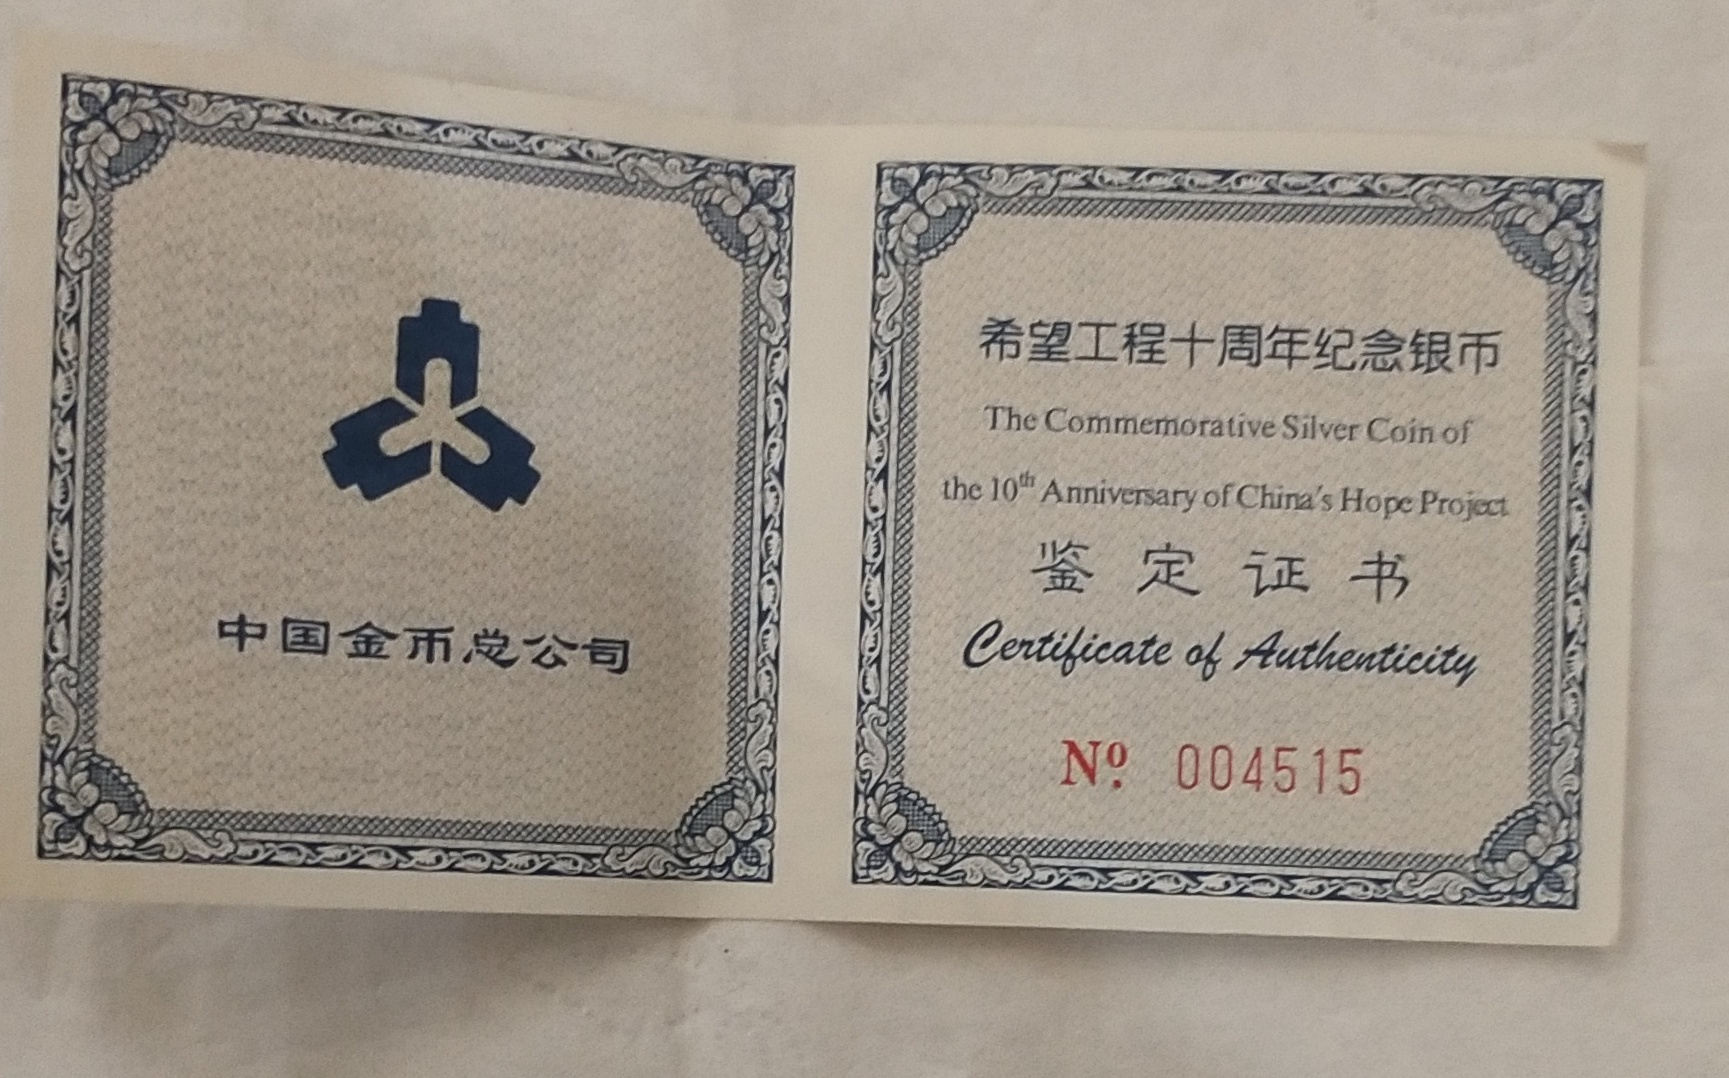 中国金币总公司
希望工程十周年纪念银币
The Commemorative Silver Coin of
the 10th Anniversary of China's Hope Project
鉴定证书
Certificate of Authenticity
Nº 004515